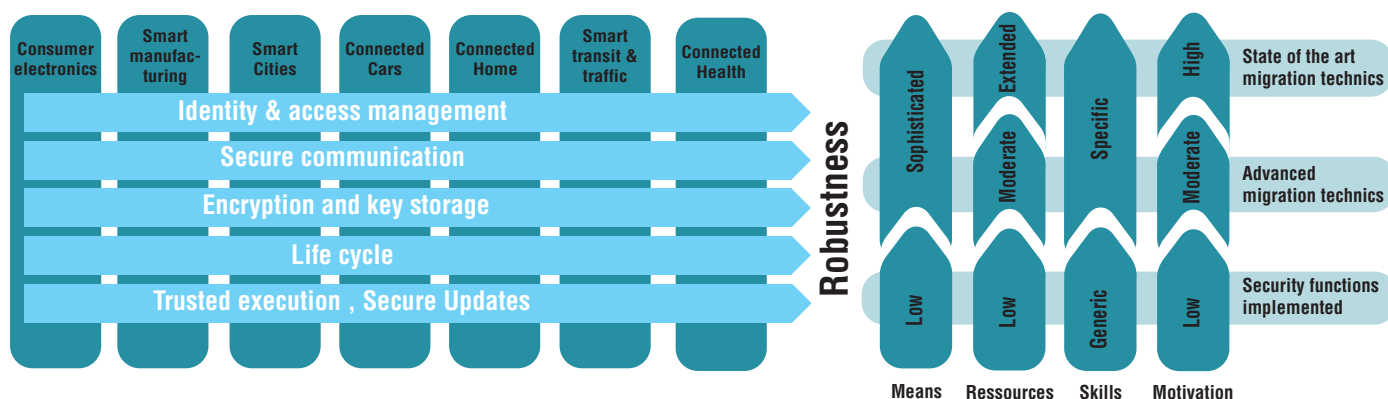 Consumer
electronics
Smart
manufac-
turing
Smart
Cities
Connected
Cars
Connected
Home
Smart
transit &
traffic
Connected
Health
Identity & access management
Secure communication
Encryption and key storage
Life cycle
Trusted execution , Secure Updates
Robustness
Sophisticated
Low
Means
Extended
Moderate
Low
Ressources
Specific
Generic
Skills
High
Moderate
Low
Motivation
State of the art
migration technics
Advanced
migration technics
Security functions
implemented